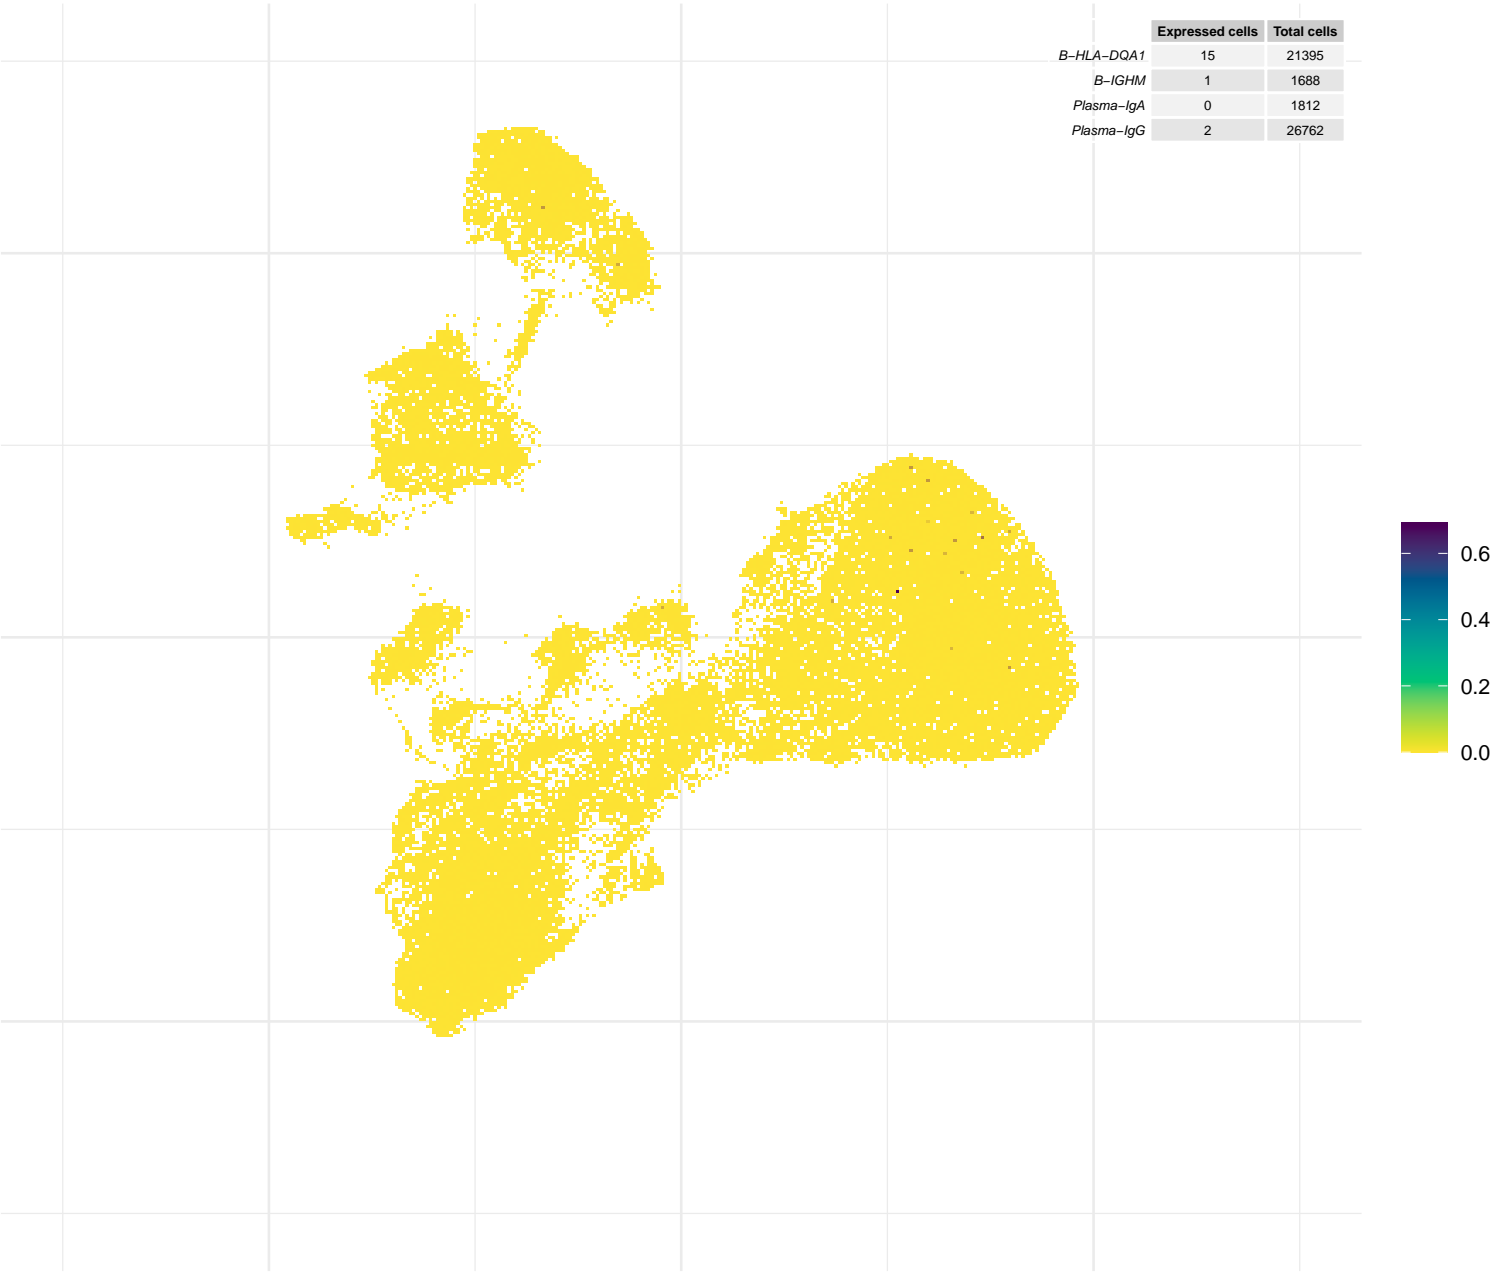 Expressed cells Total cells
B−HLA−DQA1 15 21395
B−IGHM 1 1688
Plasma−IgA 0 1812
Plasma−IgG 2 26762
0.6
0.4
0.2
0.0